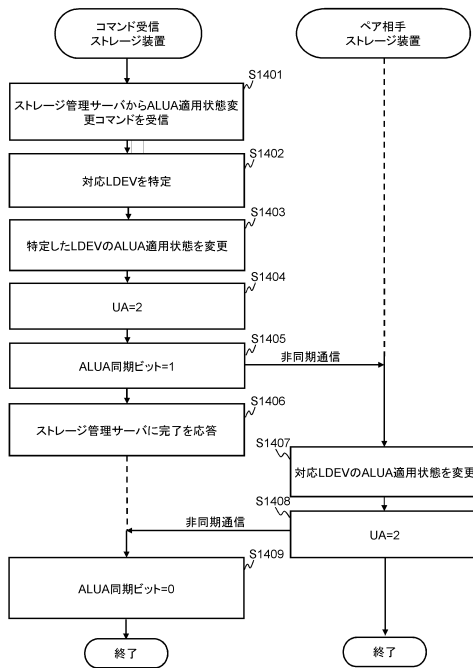 コマンド受信
ストレージ装置
ペア相手
ストレージ装置
S1401
ストレージ管理サーバからALUA適用状態変
更コマンドを受信
S1402
対応LDEVを特定
S1403
特定したLDEVのALUA適用状態を変更
S1404
UA=2
S1405
ALUA同期ビット=1
非同期通信
S1406
ストレージ管理サーバに完了を応答
S1407
対応LDEVのALUA適用状態を変更
S1408
UA=2
非同期通信
S1409
ALUA同期ビット=0
終了
終了